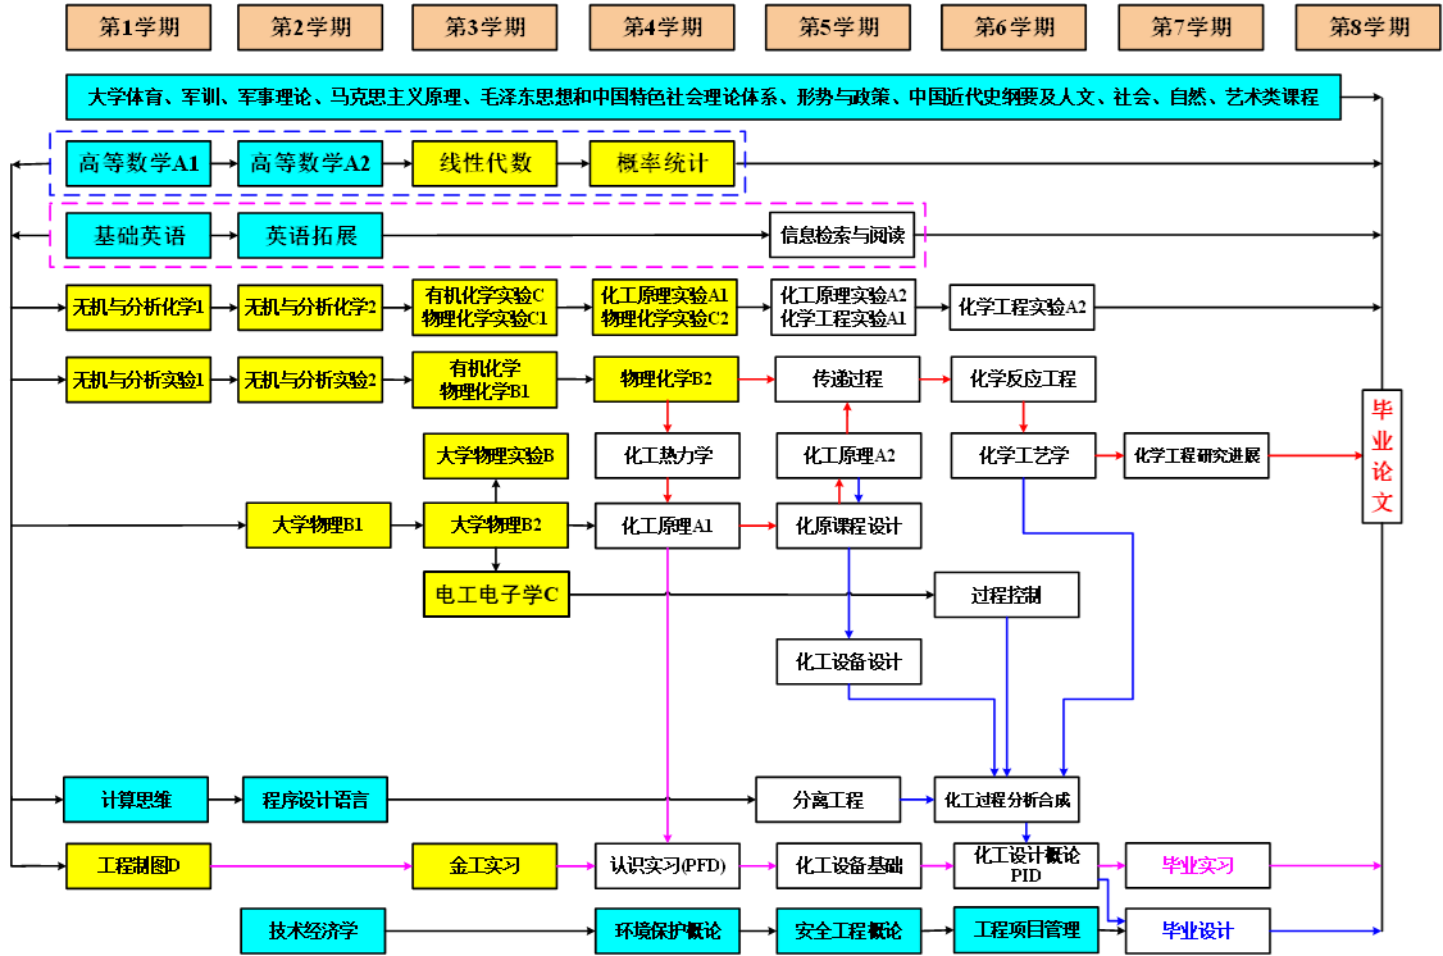 第1学期
第2学期
第3学期
第4学期
第5学期
第6学期
第7学期
第8学期
大学体育、军训、军事理论、马克思主义原理、毛泽东思想和中国特色社会理论体系、形势与政策、中国近代史纲要及人文、社会、自然、艺术类课程
高等数学A1
高等数学A2
线性代数
概率统计
基础英语
英语拓展
信息检索与阅读
无机与分析化学1
无机与分析化学2
有机化学实验C
物理化学实验C1
化工原理实验A1
物理化学实验C2
化工原理实验A2
化学工程实验A1
化学工程实验A2
无机与分析实验1
无机与分析实验2
有机化学
物理化学B1
物理化学B2
传递过程
化学反应工程
大学物理实验B
化工热力学
化工原理A2
化学工艺学
化学工程研究进展
毕
业
论
文
大学物理B1
大学物理B2
化工原理A1
化原课程设计
电工电子学C
过程控制
化工设备设计
计算思维
程序设计语言
分离工程
化工过程分析合成
工程制图D
金工实习
认识实习(PFD)
化工设备基础
化工设计概论
PID
毕业实习
技术经济学
环境保护概论
安全工程概论
工程项目管理
毕业设计